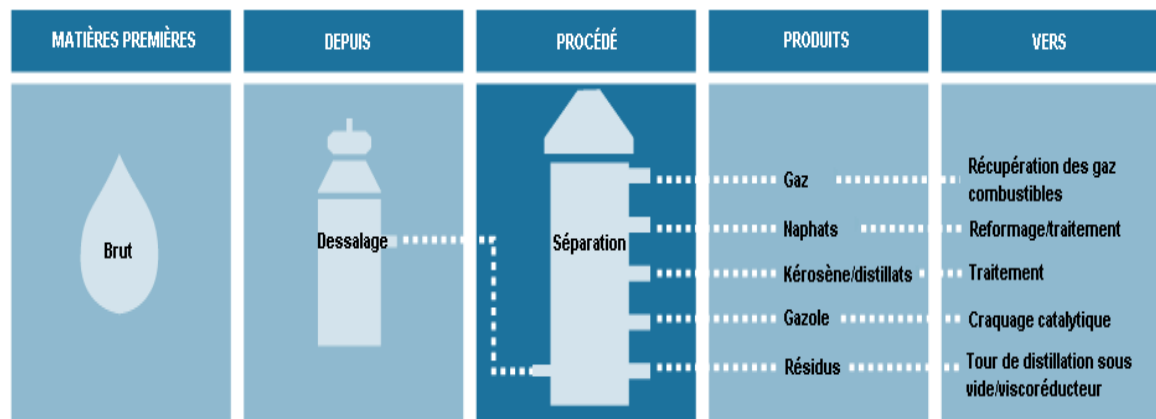 MATIÈRES PREMIÈRES
DEPUIS
PROCÉDÉ
PRODUITS
VERS
Brut
Dessalage
Séparation
Gaz
Récupération des gaz
combustibles
Naphats
Reformage/traitement
Kérosène/distillats
Traitement
Gazole
Craquage catalytique
Résidus
Tour de distillation sous
vide/viscoréducteur